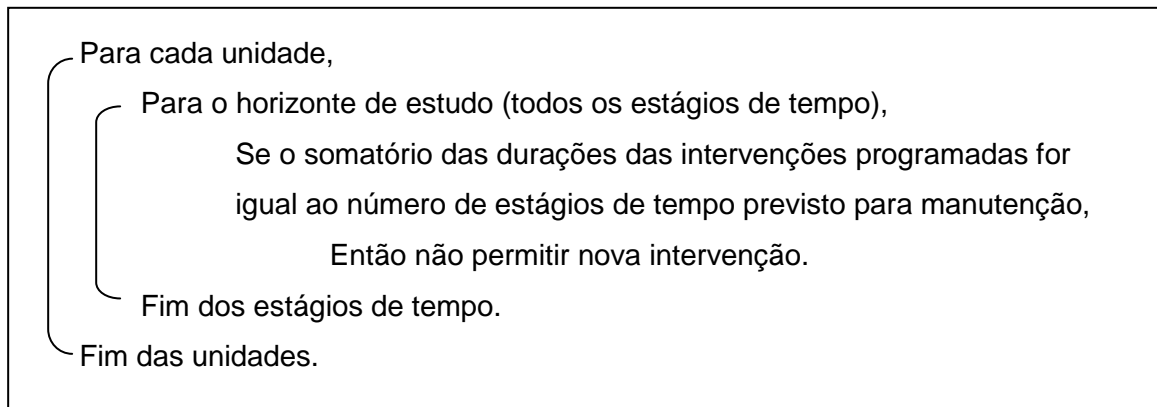 Para cada unidade,
Para o horizonte de estudo (todos os estágios de tempo),
Se o somatório das durações das intervenções programadas for
igual ao número de estágios de tempo previsto para manutenção,
Então não permitir nova intervenção.
Fim dos estágios de tempo.
Fim das unidades.